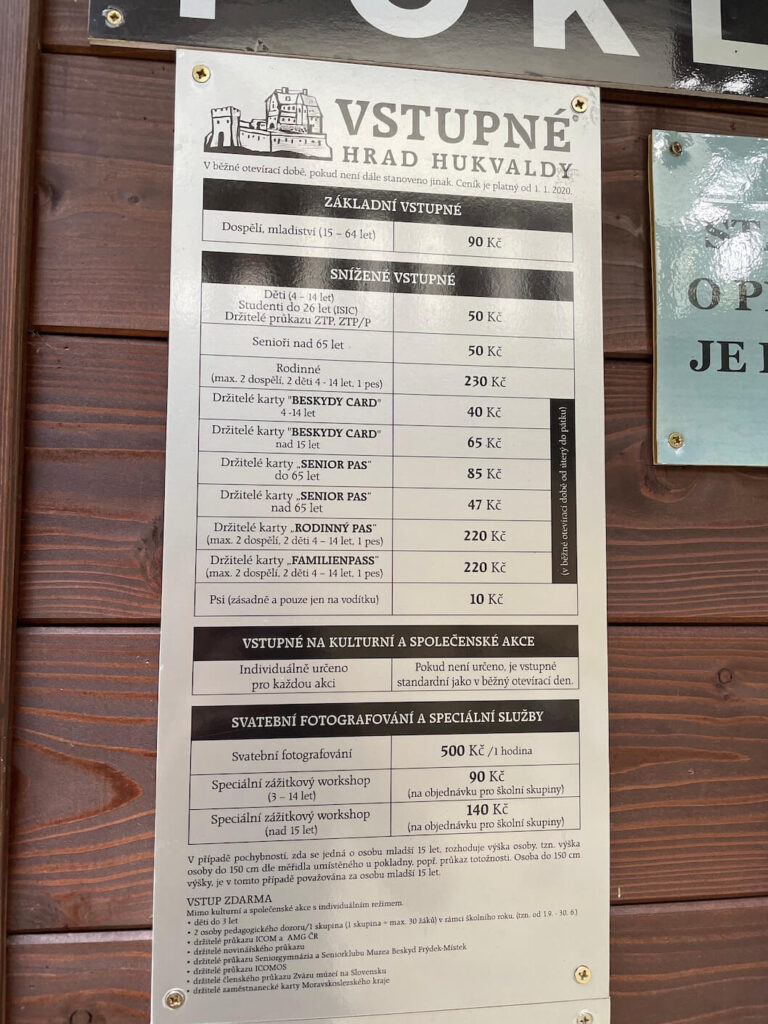 VSTUPNÉ
HRAD HUKVALDY
V běžné otevírací době, pokud není dále stanoveno jinak. Ceník je platný od 1. 1. 2020.
ZÁKLADNÍ VSTUPNÉ
Dospělí, mladiství (15 – 64 let)
90 Kč
SNÍŽENÉ VSTUPNÉ
Děti (4 – 14 let)
Studenti do 26 let (ISIC)
Držitelé průkazu ZTP, ZTP/P
50 Kč
Senioři nad 65 let
50 Kč
Rodinné
(max. 2 dospělí, 2 děti 4 - 14 let, 1 pes)
230 Kč
Držitelé karty "BESKYDY CARD"
4 -14 let
40 Kč
Držitelé karty "BESKYDY CARD"
nad 15 let
65 Kč
Držitelé karty „SENIOR PAS“
do 65 let
85 Kč
Držitelé karty „SENIOR PAS“
nad 65 let
47 Kč
Držitelé karty „RODINNÝ PAS“
(max. 2 dospělí, 2 děti 4 – 14 let, 1 pes)
220 Kč
Držitelé karty „FAMILIENPASS“
(max. 2 dospělí, 2 děti 4 – 14 let, 1 pes)
220 Kč
(v běžné otevírací době od úterý do pátku)
Psi (zásadně a pouze jen na vodítku)
10 Kč
VSTUPNÉ NA KULTURNÍ A SPOLEČENSKÉ AKCE
Individuálně určeno
pro každou akci
Pokud není určeno, je vstupné
standardní jako v běžný otevírací den.
SVATEBNÍ FOTOGRAFOVÁNÍ A SPECIÁLNÍ SLUŽBY
Svatební fotografování
500 Kč /1 hodina
Speciální zážitkový workshop
(3 – 14 let)
90 Kč
(na objednávku pro školní skupiny)
Speciální zážitkový workshop
(nad 15 let)
140 Kč
(na objednávku pro školní skupiny)
V případě pochybností, zda se jedná o osobu mladší 15 let, rozhoduje výška osoby, tzn. výška
osoby do 150 cm dle měřidla umístěného u pokladny, popř. průkaz totožnosti. Osoba do 150 cm
výšky, je v tomto případě považována za osobu mladší 15 let.
VSTUP ZDARMA
Mimo kulturní a společenské akce s individuálním režimem.
• děti do 3 let
• 2 osoby pedagogického dozoru/1 skupina (1 skupina = max. 30 žáků) v rámci školního roku, (tzn. od 1.9. - 30. 6.)
• držitelé průkazu ICOM a AMG ČR
• držitelé novinářského průkazu
• držitelé průkazu Seniorgymnázia a Seniorklubu Muzea Beskyd Frýdek-Místek
• držitelé průkazu ICOMOS
• držitelé členského průkazu Zväzu múzeí na Slovensku
• držitelé zaměstnanecké karty Moravskoslezského kraje
JE